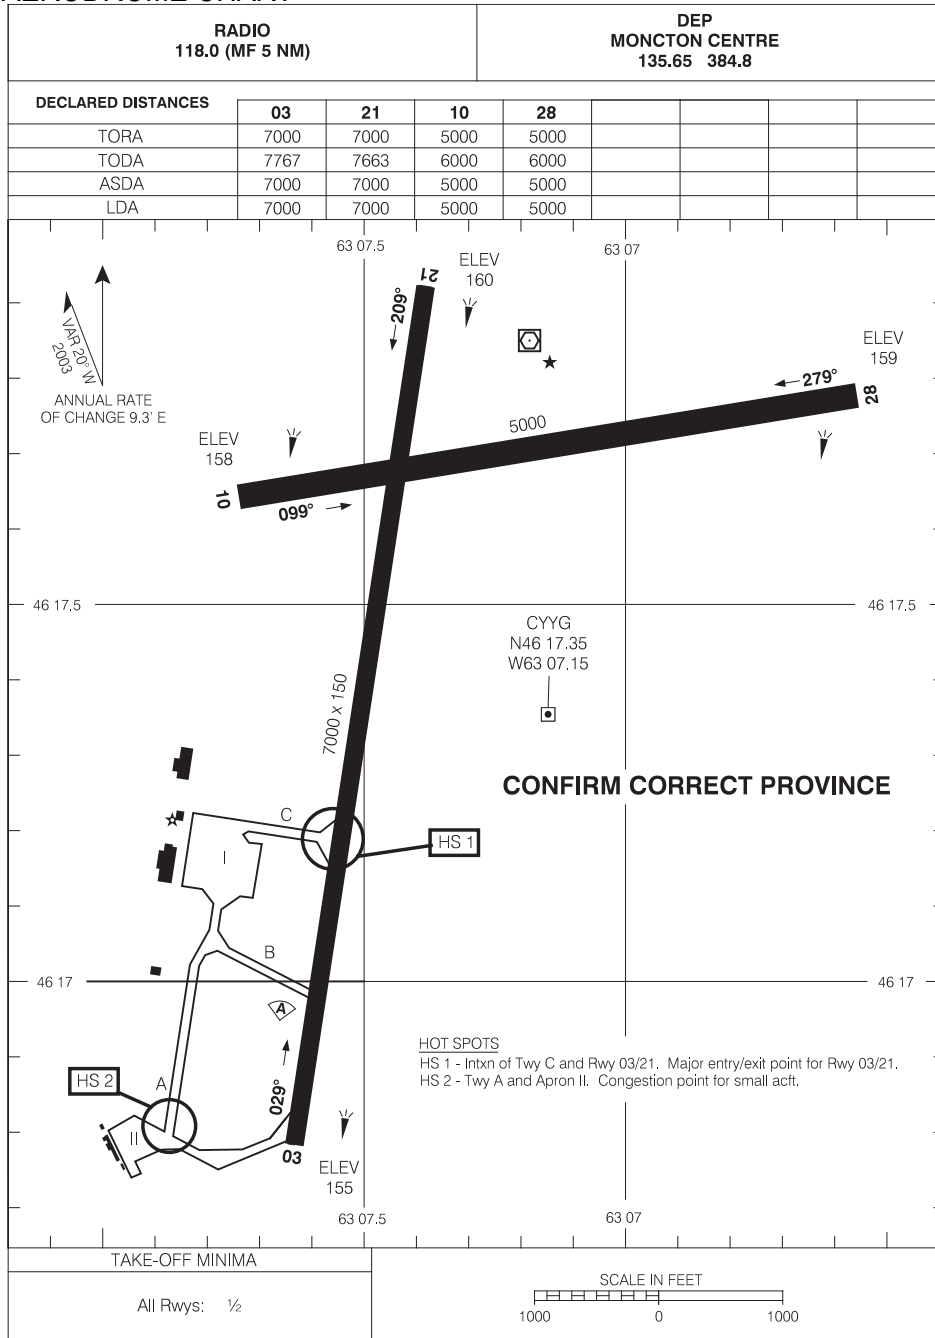 RADIO
118.0 (MF 5 NM)
DEP
MONCTON CENTRE
135.65 384.8
DECLARED DISTANCES 03 21 10 28
TORA 7000 7000 5000 5000
TODA 7767 7663 6000 6000
ASDA 7000 7000 5000 5000
LDA 7000 7000 5000 5000
63 07.5
63 07
VAR 20° W
2003
ANNUAL RATE
OF CHANGE 9.3' E
21
209°
ELEV
160
ELEV
159
279°
28
5000
ELEV
158
10
099°
46 17.5
46 17.5
CYYG
N46 17.35
W63 07.15
7000 x 150
CONFIRM CORRECT PROVINCE
C
HS 1
I
B
46 17
46 17
A
HOT SPOTS
HS 1 - Intxn of Twy C and Rwy 03/21. Major entry/exit point for Rwy 03/21.
HS 2 - Twy A and Apron II. Congestion point for small acft.
HS 2
A
029°
II
03
ELEV
155
63 07.5
63 07
TAKE-OFF MINIMA
All Rwys: ½
SCALE IN FEET
1000 0 1000